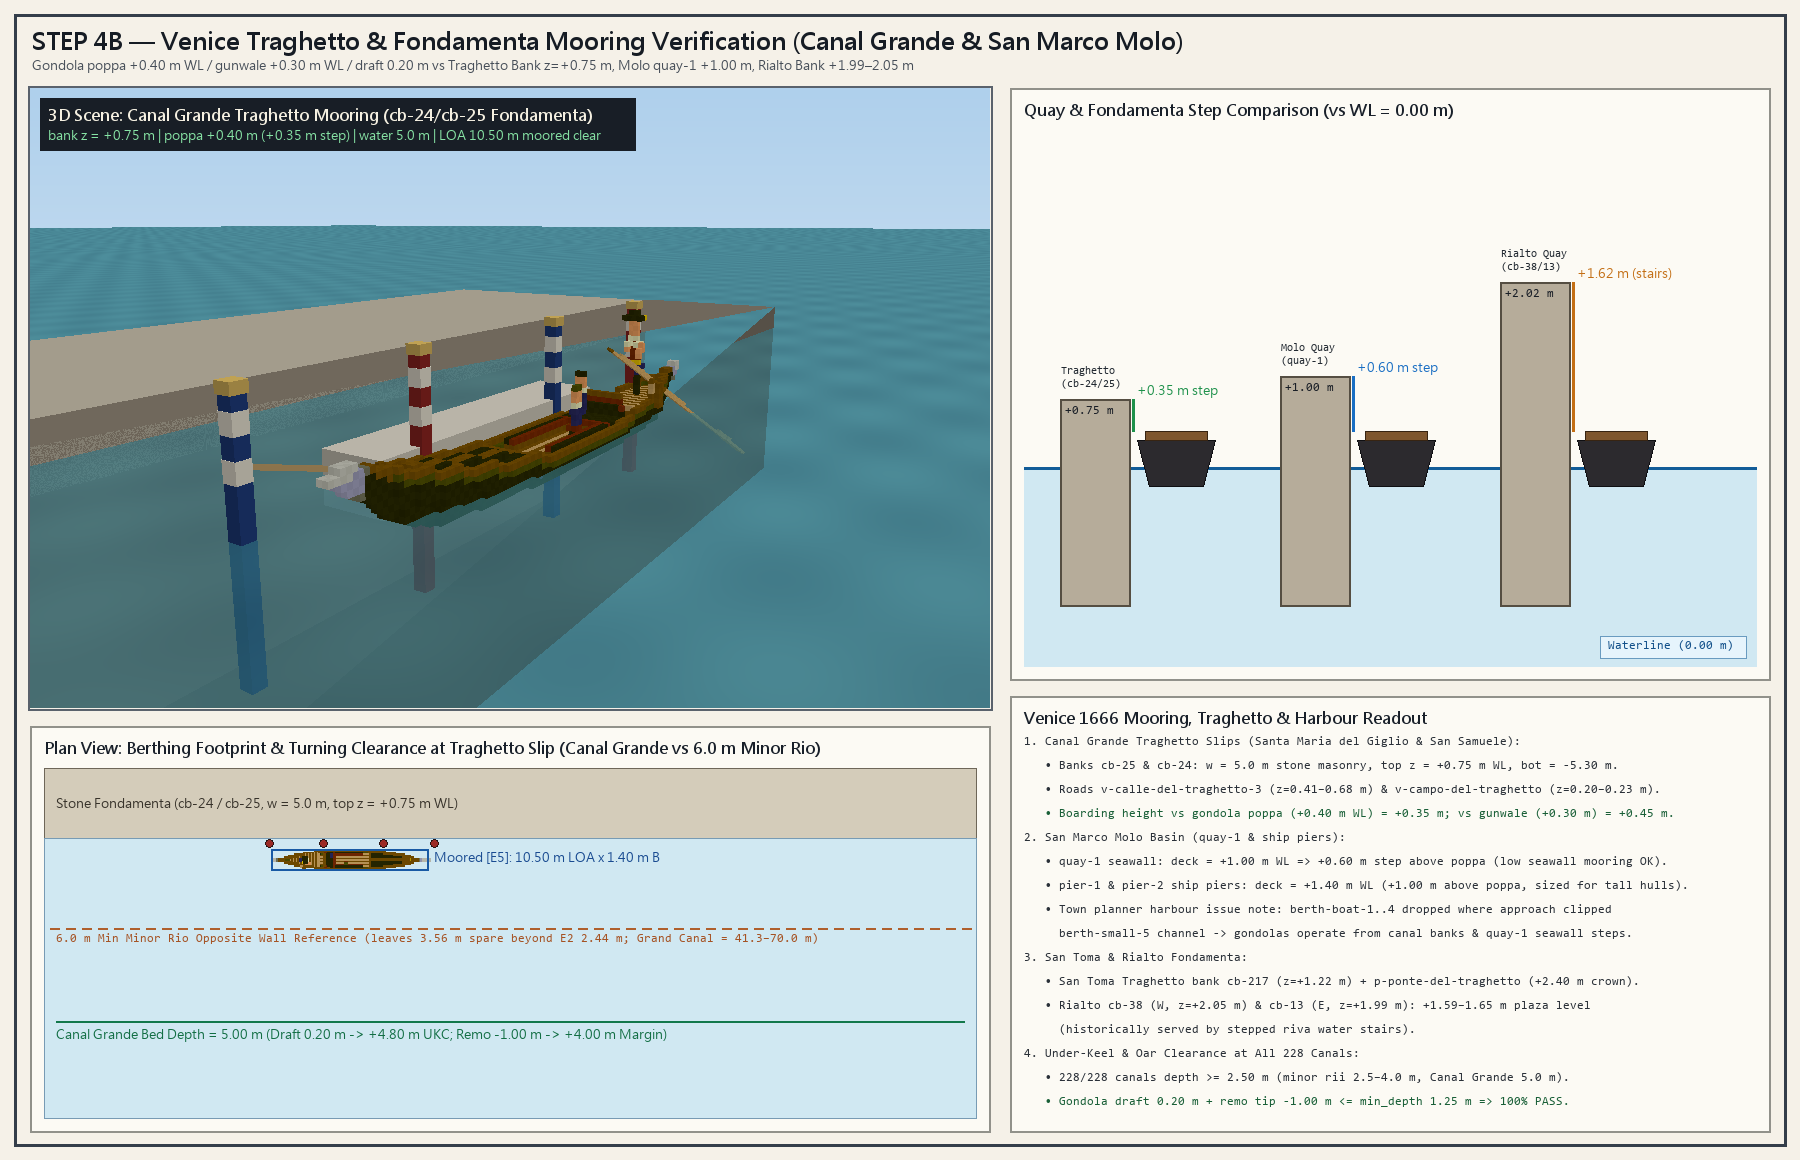 STEP 4B — Venice Traghetto & Fondamenta Mooring Verification (Canal Grande & San Marco Molo)
Gondola poppa +0.40 m WL / gunwale +0.30 m WL / draft 0.20 m vs Traghetto Bank z=+0.75 m, Molo quay-1 +1.00 m, Rialto Bank +1.99–2.05 m
3D Scene: Canal Grande Traghetto Mooring (cb-24/cb-25 Fondamenta)
bank z = +0.75 m | poppa +0.40 m (+0.35 m step) | water 5.0 m | LOA 10.50 m moored clear
Quay & Fondamenta Step Comparison (vs WL = 0.00 m)
Rialto Quay
(cb-38/13)
+1.62 m (stairs)
+2.02 m
Molo Quay
(quay-1)
+0.60 m step
+1.00 m
Traghetto
(cb-24/25)
+0.35 m step
+0.75 m
Waterline (0.00 m)
Plan View: Berthing Footprint & Turning Clearance at Traghetto Slip (Canal Grande vs 6.0 m Minor Rio)
Stone Fondamenta (cb-24 / cb-25, w = 5.0 m, top z = +0.75 m WL)
Moored [E5]: 10.50 m LOA x 1.40 m B
6.0 m Min Minor Rio Opposite Wall Reference (leaves 3.56 m spare beyond E2 2.44 m; Grand Canal = 41.3–70.0 m)
Canal Grande Bed Depth = 5.00 m (Draft 0.20 m -> +4.80 m UKC; Remo -1.00 m -> +4.00 m Margin)
Venice 1666 Mooring, Traghetto & Harbour Readout
1. Canal Grande Traghetto Slips (Santa Maria del Giglio & San Samuele):
• Banks cb-25 & cb-24: w = 5.0 m stone masonry, top z = +0.75 m WL, bot = -5.30 m.
• Roads v-calle-del-traghetto-3 (z=0.41–0.68 m) & v-campo-del-traghetto (z=0.20–0.23 m).
• Boarding height vs gondola poppa (+0.40 m WL) = +0.35 m; vs gunwale (+0.30 m) = +0.45 m.
2. San Marco Molo Basin (quay-1 & ship piers):
• quay-1 seawall: deck = +1.00 m WL => +0.60 m step above poppa (low seawall mooring OK).
• pier-1 & pier-2 ship piers: deck = +1.40 m WL (+1.00 m above poppa, sized for tall hulls).
• Town planner harbour issue note: berth-boat-1..4 dropped where approach clipped
berth-small-5 channel -> gondolas operate from canal banks & quay-1 seawall steps.
3. San Toma & Rialto Fondamenta:
• San Toma Traghetto bank cb-217 (z=+1.22 m) + p-ponte-del-traghetto (+2.40 m crown).
• Rialto cb-38 (W, z=+2.05 m) & cb-13 (E, z=+1.99 m): +1.59–1.65 m plaza level
(historically served by stepped riva water stairs).
4. Under-Keel & Oar Clearance at All 228 Canals:
• 228/228 canals depth >= 2.50 m (minor rii 2.5–4.0 m, Canal Grande 5.0 m).
• Gondola draft 0.20 m + remo tip -1.00 m <= min_depth 1.25 m => 100% PASS.